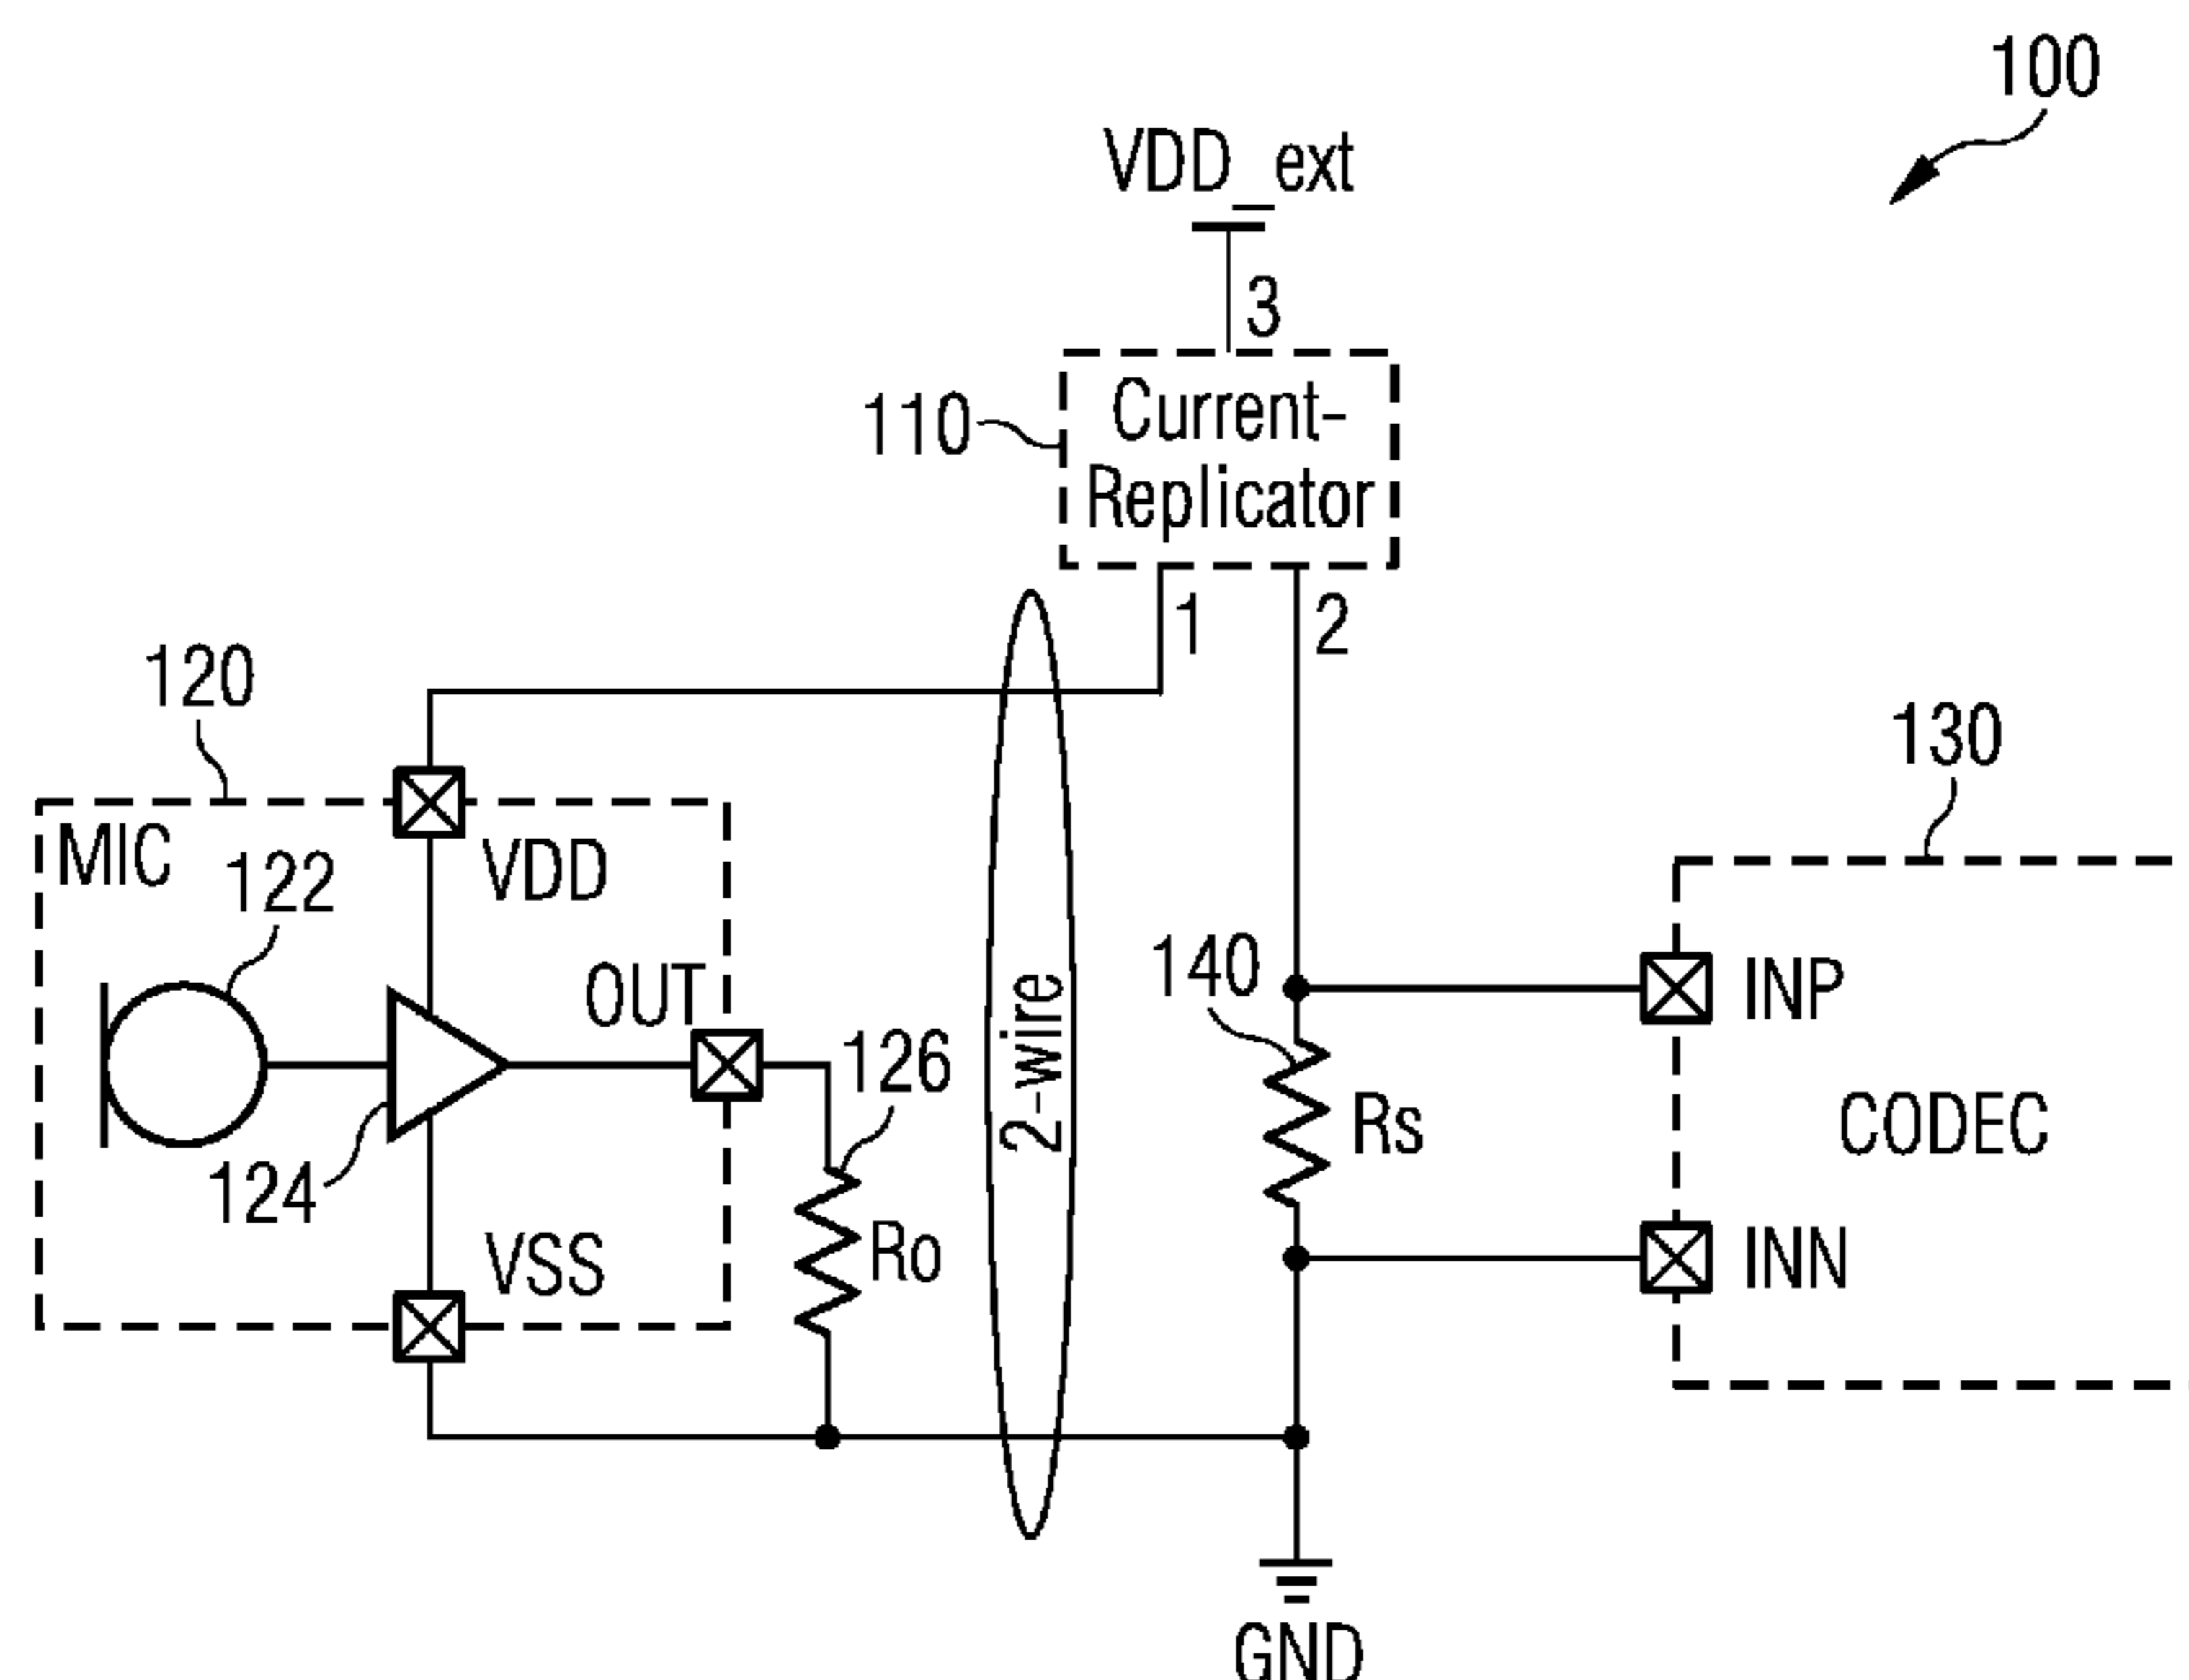 100
VDD_ext
3
110
Current-
Replicator
1
2
120
130
MIC
122
VDD
OUT
140
INP
126
2-wire
Rs
CODEC
124
VSS
Ro
INN
GND